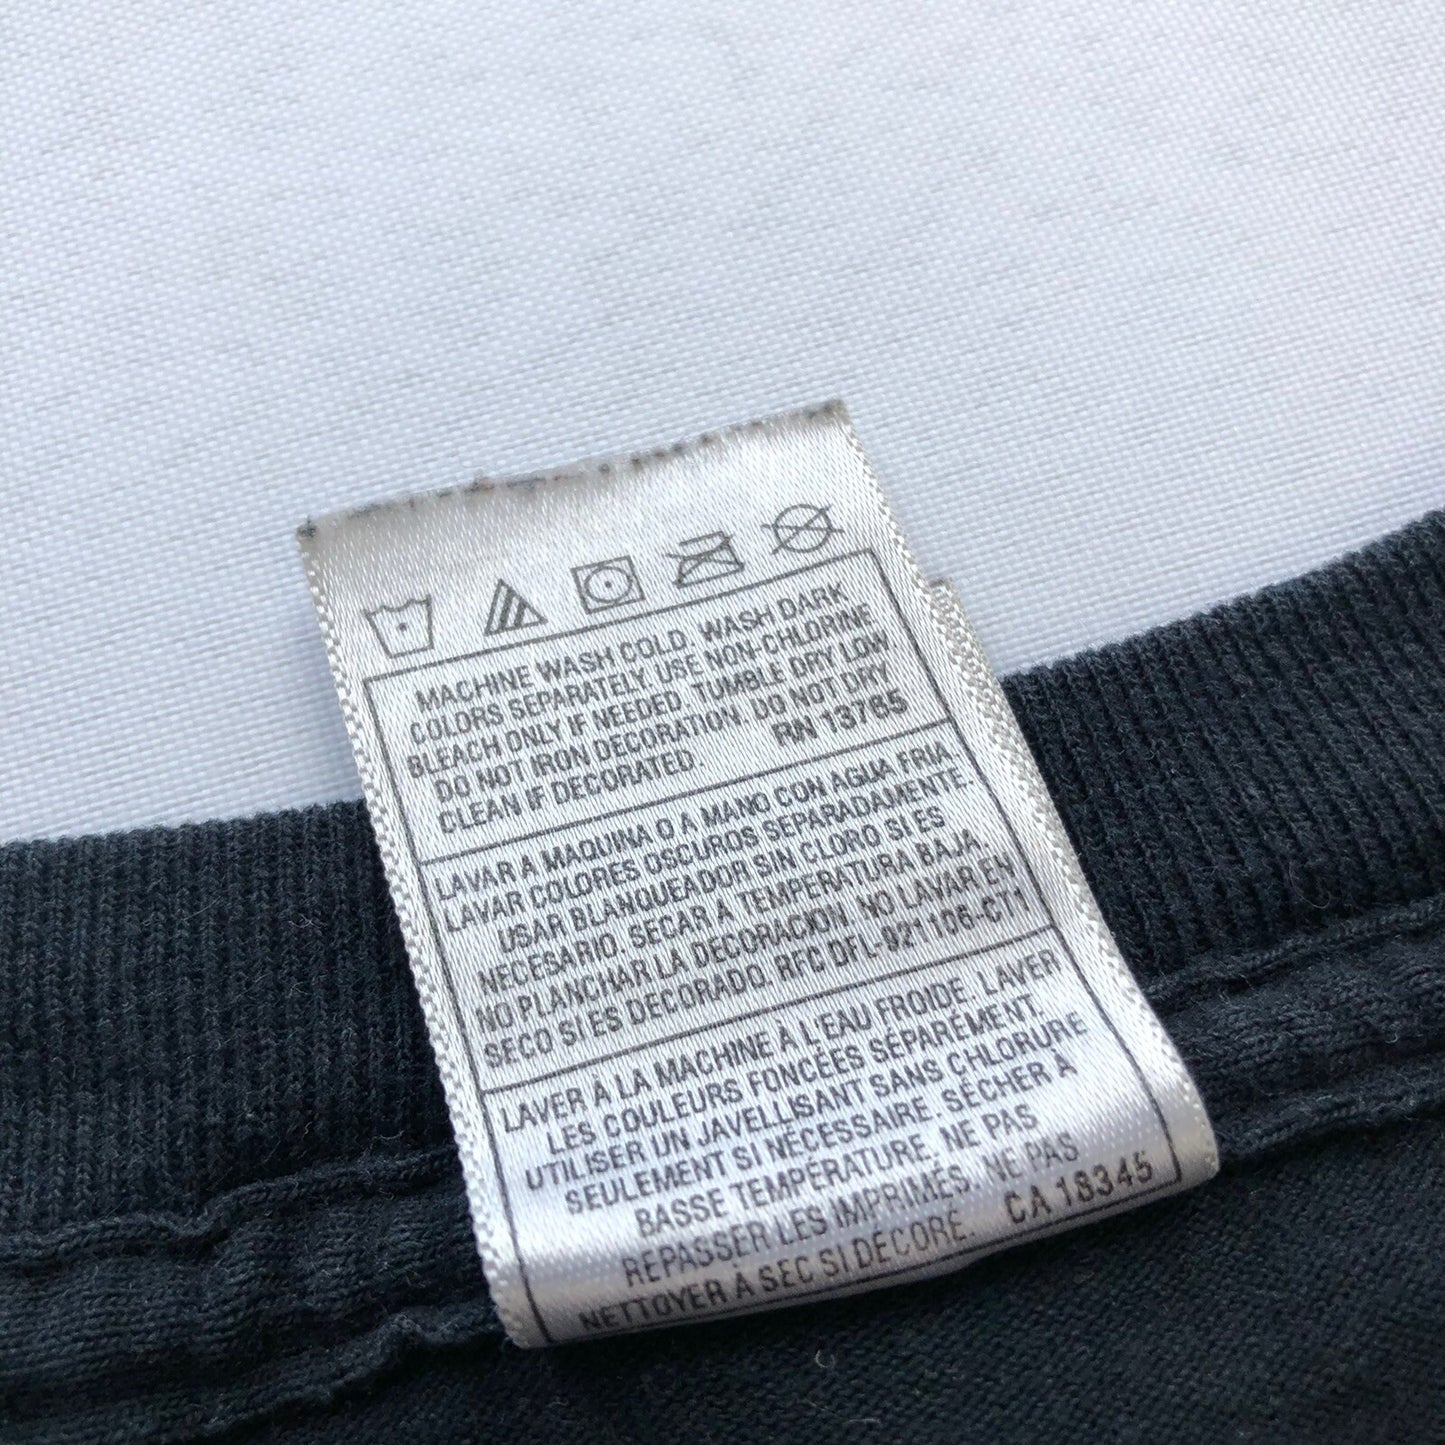 MACHINE WASH COLD. WASH DARK
COLORS SEPARATELY. USE NON-CHLORINE
BLEACH ONLY IF NEEDED. TUMBLE DRY LOW
DO NOT IRON DECORATION. DO NOT DRY
CLEAN IF DECORATED. RN 13765
LAVAR A MAQUINA O A MANO CON AGUA FRIA
LAVAR COLORES OSCUROS SEPARADAMENTE.
USAR BLANQUEADOR SIN CLORO SI ES
NECESARIO. SECAR A TEMPERATURA BAJA.
NO PLANCHAR LA DECORACION. NO LAVAR EN
SECO SI ES DECORADO. RFC DFL-921106-CT1
LAVER À LA MACHINE À L'EAU FROIDE. LAVER
LES COULEURS FONCÉES SÉPARÉMENT.
UTILISER UN JAVELLISANT SANS CHLORURE
SEULEMENT SI NÉCESSAIRE. SÉCHER À
BASSE TEMPÉRATURE. NE PAS
REPASSER LES IMPRIMÉS. NE PAS
NETTOYER À SEC SI DÉCORÉ. CA 18345